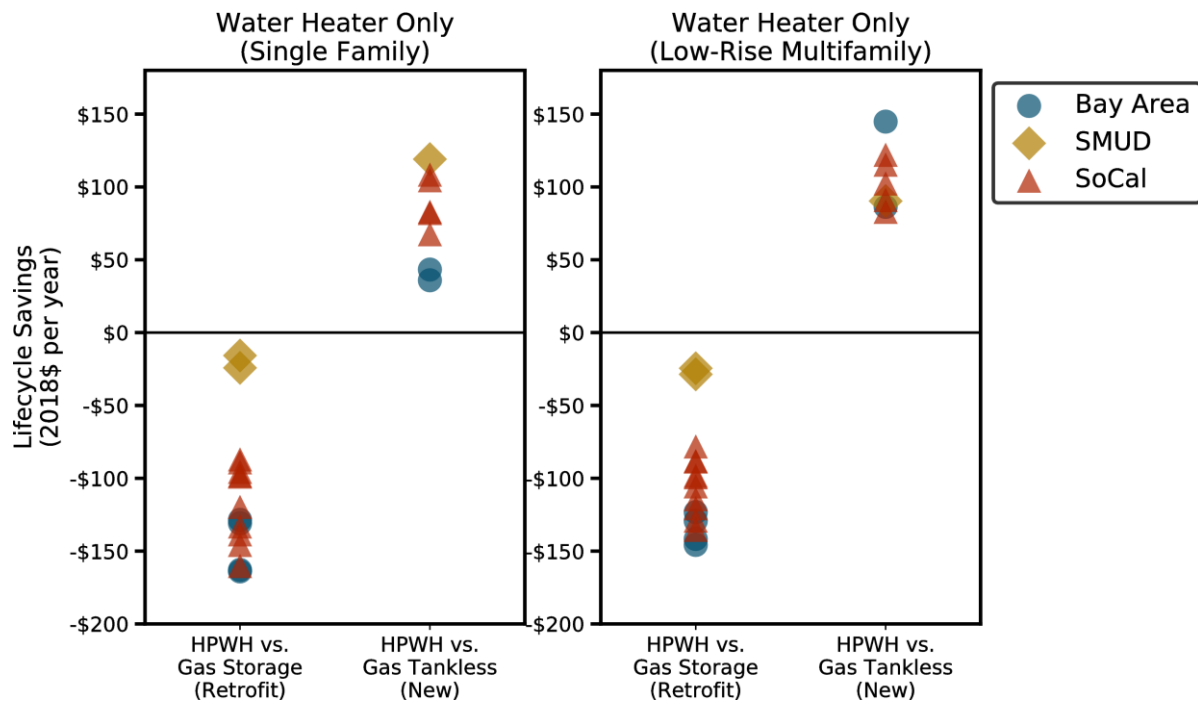 Water Heater Only
(Single Family)
Water Heater Only
(Low-Rise Multifamily)
Lifecycle Savings
(2018$ per year)
$150
$100
$50
$0
-$50
-$100
-$150
-$200
$150
$100
$50
$0
-$50
-$100
-$150
-$200
HPWH vs.
Gas Storage
(Retrofit)
HPWH vs.
Gas Tankless
(New)
HPWH vs.
Gas Storage
(Retrofit)
HPWH vs.
Gas Tankless
(New)
Bay Area
SMUD
SoCal